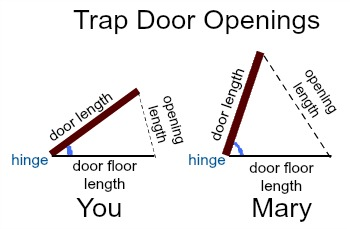 Trap Door Openings
door length
opening
length
hinge
door floor
length
You
door length
opening
length
hinge
door floor
length
Mary